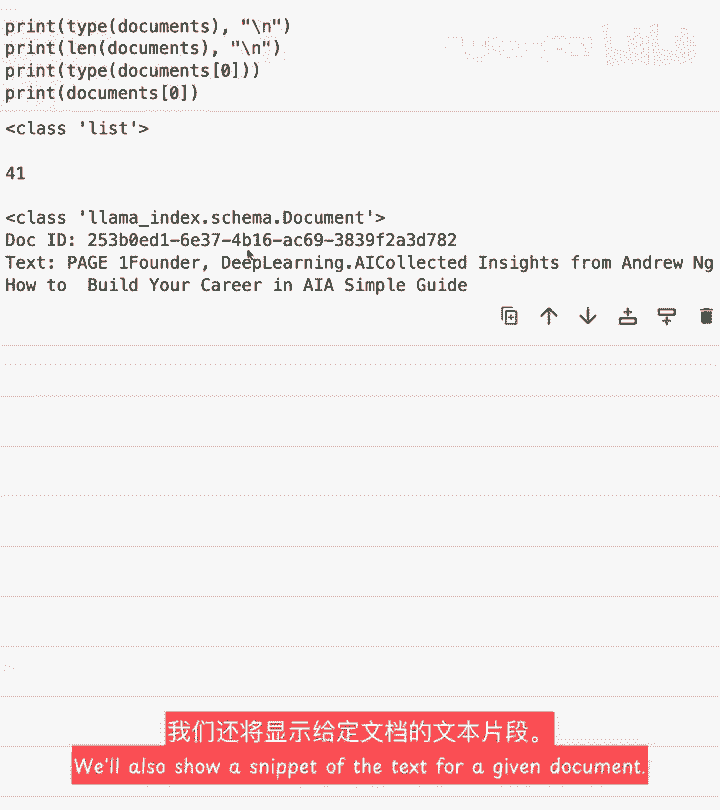 print(type(documents), "\n")
print(len(documents), "\n")
print(type(documents[0]))
print(documents[0])
<class 'list'>
41
<class 'llama_index.schema.Document'>
Doc ID: 253b0ed1-6e37-4b16-ac69-3839f2a3d782
Text: PAGE 1Founder, DeepLearning.AICollected Insights from Andrew Ng
How to  Build Your Career in AIA Simple Guide
我们还将显示给定文档的文本片段。
We'll also show a snippet of the text for a given document.